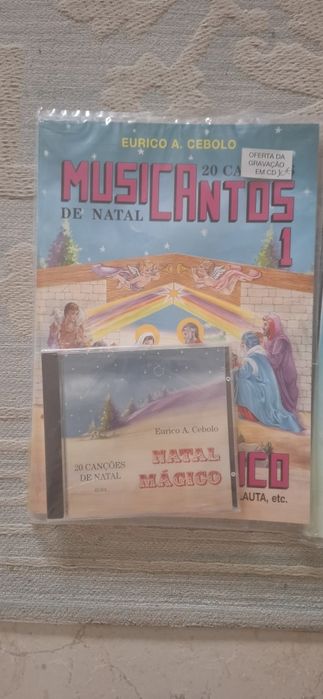 EURICO A. CEBOLO
OFERTA DA
GRAVAÇÃO
EM CD
20 CA
MUSICANTOS
DE NATAL
1
Eurico A. Cebolo
20 CANÇÕES
DE NATAL
NATAL
MÁGICO
ICO
LAUTA, etc.